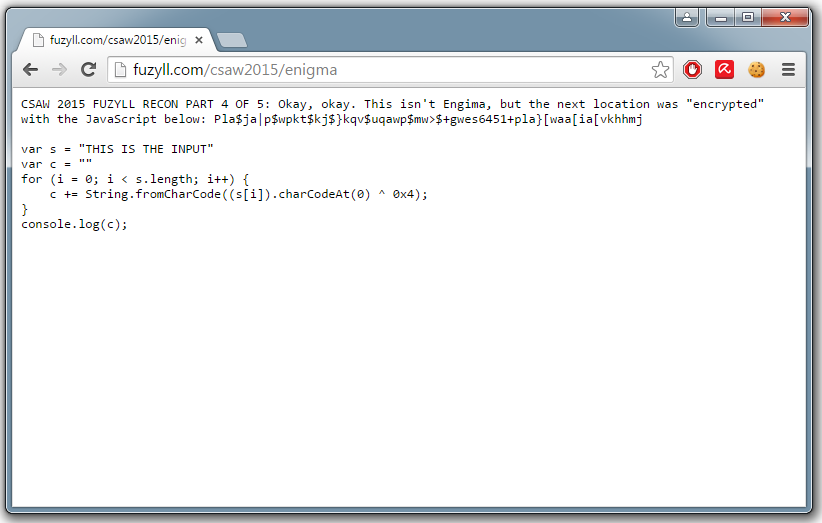 fuzyll.com/csaw2015/enig
fuzyll.com/csaw2015/enigma
CSAW 2015 FUZYLL RECON PART 4 OF 5: Okay, okay. This isn't Engima, but the next location was "encrypted"
with the JavaScript below: Pla$ja|p$wpkt$kj$}kqv$uqawp$mw>$+gwes6451+pla}[waa[ia[vkhhmj
var s = "THIS IS THE INPUT"
var c = ""
for (i = 0; i < s.length; i++) {
    c += String.fromCharCode((s[i]).charCodeAt(0) ^ 0x4);
}
console.log(c);